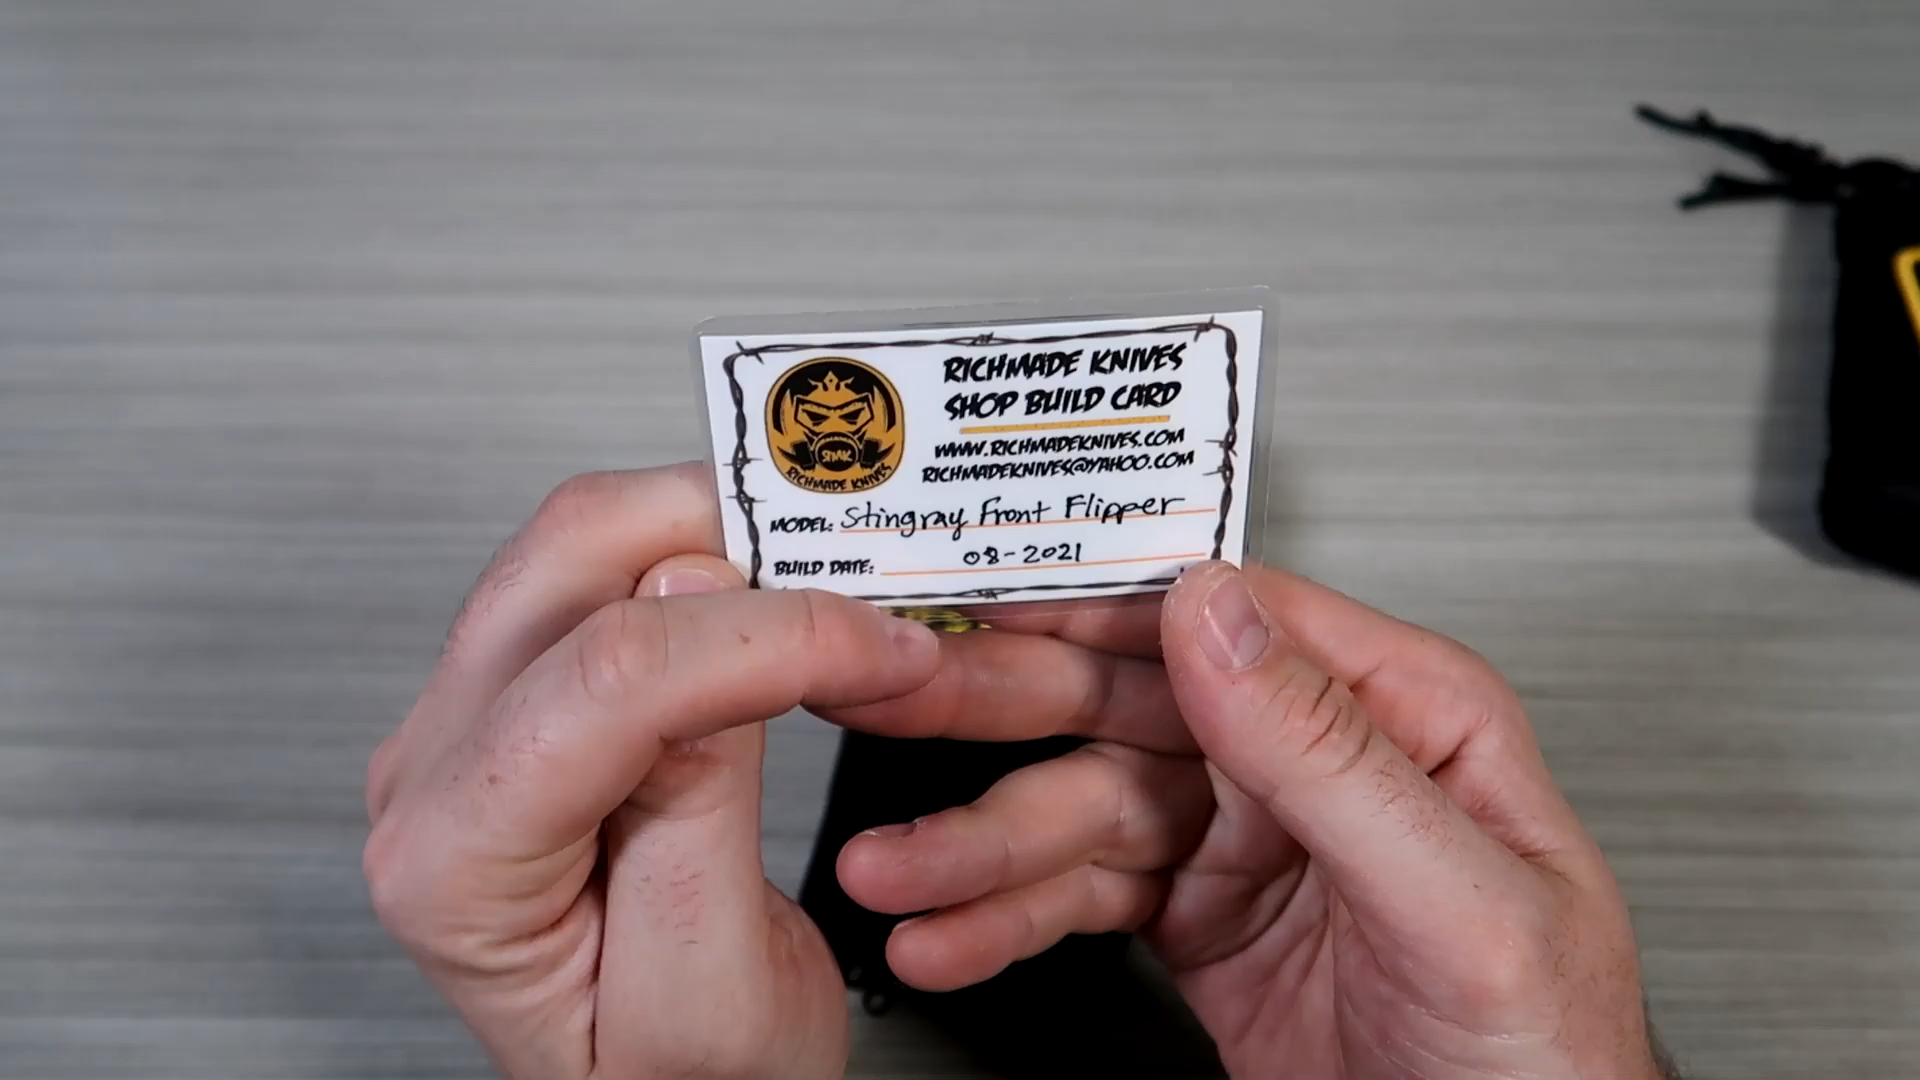 RICHMADE KNIVES
SHOP BUILD CARD
WWW.RICHMADEKNIVES.COM
RICHMADEKNIVES@YAHOO.COM
RMK
RICHMADE KNIVES
MODEL: Stingray Front Flipper
BUILD DATE: 08-2021